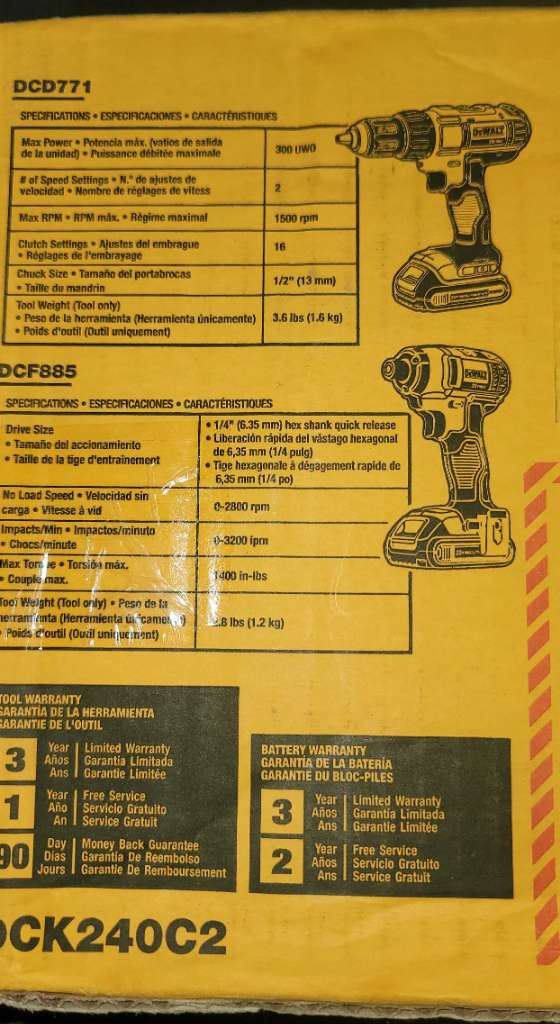 DCD771
SPECIFICATIONS • ESPECIFICACIONES • CARACTÉRISTIQUES
Max Power • Potencia máx. (vatios de salida
de la unidad) • Puissance débitée maximale
300 UWO
# of Speed Settings • N.° de ajustes de
velocidad • Nombre de réglages de vitess
2
Max RPM • RPM máx. • Régime maximal
1500 rpm
Clutch Settings • Ajustes del embrague
• Réglages de l'embrayage
16
Chuck Size • Tamaño del portabrocas
• Taille du mandrin
1/2" (13 mm)
Tool Weight (Tool only)
• Peso de la herramienta (Herramienta únicamente)
• Poids d'outil (Outil uniquement)
3.6 lbs (1.6 kg)
DEWALT
DCF885
SPECIFICATIONS • ESPECIFICACIONES • CARACTÉRISTIQUES
Drive Size
• Tamaño del accionamiento
• Taille de la tige d'entraînement
• 1/4" (6.35 mm) hex shank quick release
• Liberación rápida del vástago hexagonal
de 6,35 mm (1/4 pulg)
• Tige hexagonale à dégagement rapide de
6,35 mm (1/4 po)
No Load Speed • Velocidad sin
carga • Vitesse à vid
0-2800 rpm
Impacts/Min • Impactos/minuto
• Chocs/minute
0-3200 ipm
Max Torque • Torsión máx.
• Couple max.
1400 in-lbs
Tool Weight (Tool only) • Peso de la
herramienta (Herramienta únicamente)
• Poids d'outil (Outil uniquement)
2.8 lbs (1.2 kg)
DEWALT
TOOL WARRANTY
GARANTÍA DE LA HERRAMIENTA
GARANTIE DE L'OUTIL
3 Year Años Ans Limited Warranty Garantía Limitada Garantie Limitée
1 Year Año An Free Service Servicio Gratuito Service Gratuit
90 Day Días Jours Money Back Guarantee Garantía De Reembolso Garantie De Remboursement
BATTERY WARRANTY
GARANTÍA DE LA BATERÍA
GARANTIE DU BLOC-PILES
3 Year Años Ans Limited Warranty Garantía Limitada Garantie Limitée
2 Year Años Ans Free Service Servicio Gratuito Service Gratuit
DCK240C2